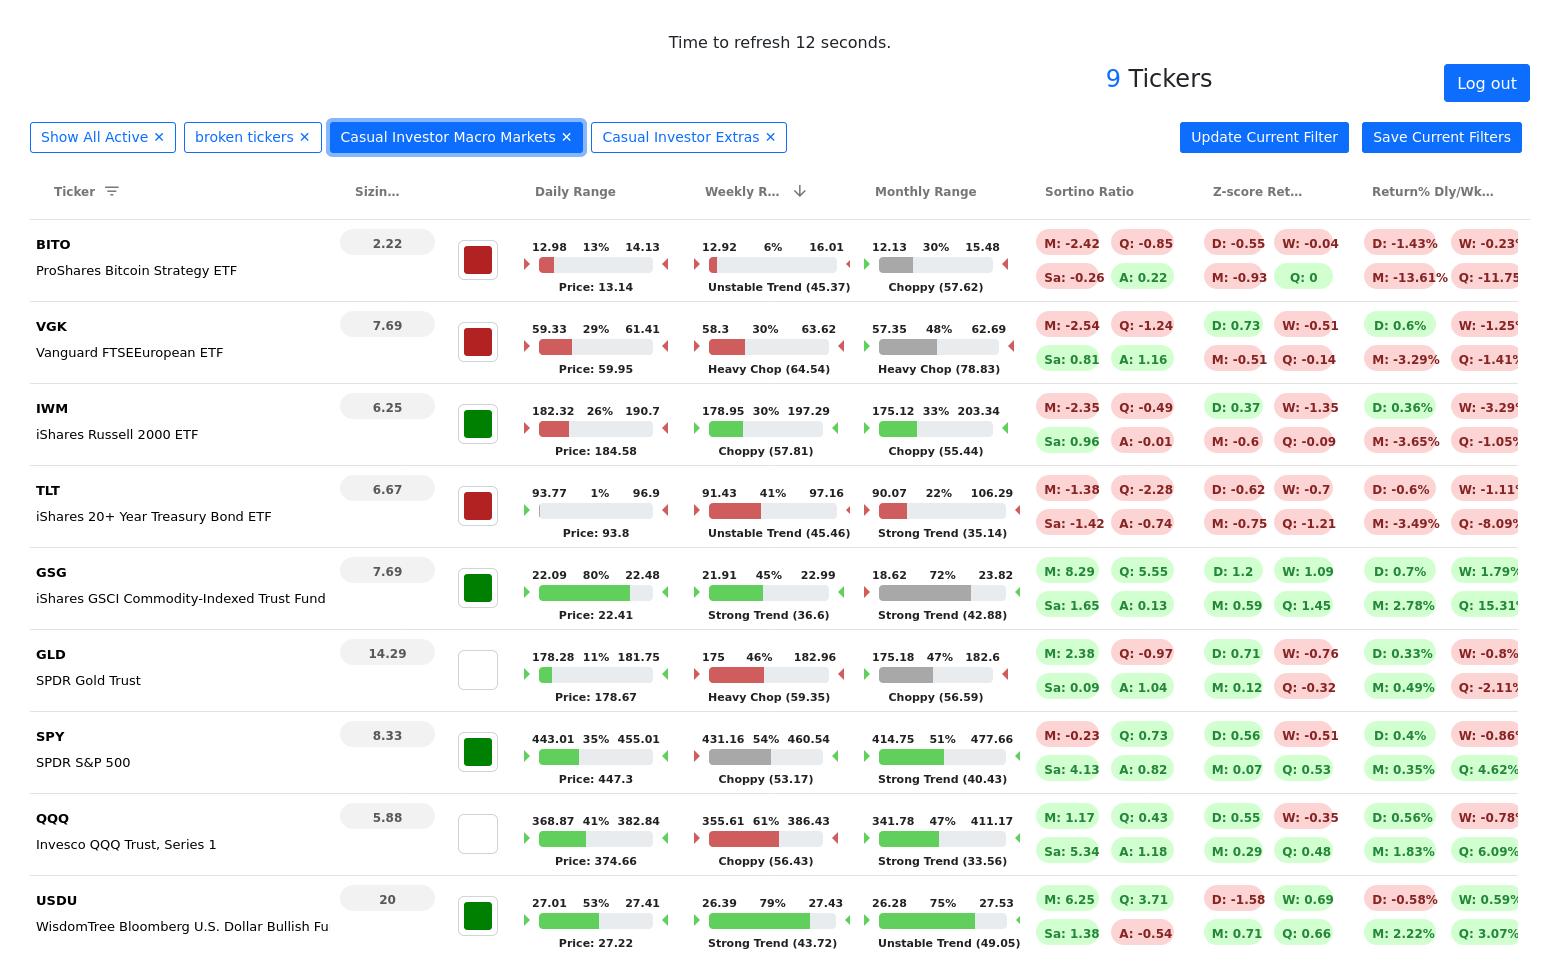 Time to refresh 12 seconds.
9 Tickers
Log out
Show All Active ✕ broken tickers ✕ Casual Investor Macro Markets ✕ Casual Investor Extras ✕ Update Current Filter Save Current Filters
Ticker Sizin... Daily Range Weekly R... Monthly Range Sortino Ratio Z-score Ret... Return% Dly/Wk...
BITO 2.22 12.98 13% 14.13 12.92 6% 16.01 12.13 30% 15.48 M: -2.42 Q: -0.85 D: -0.55 W: -0.04 D: -1.43% W: -0.23%
ProShares Bitcoin Strategy ETF Sa: -0.26 A: 0.22 M: -0.93 Q: 0 M: -13.61% Q: -11.75
Price: 13.14 Unstable Trend (45.37) Choppy (57.62)
VGK 7.69 59.33 29% 61.41 58.3 30% 63.62 57.35 48% 62.69 M: -2.54 Q: -1.24 D: 0.73 W: -0.51 D: 0.6% W: -1.25%
Vanguard FTSEEuropean ETF Sa: 0.81 A: 1.16 M: -0.51 Q: -0.14 M: -3.29% Q: -1.41%
Price: 59.95 Heavy Chop (64.54) Heavy Chop (78.83)
IWM 6.25 182.32 26% 190.7 178.95 30% 197.29 175.12 33% 203.34 M: -2.35 Q: -0.49 D: 0.37 W: -1.35 D: 0.36% W: -3.29%
iShares Russell 2000 ETF Sa: 0.96 A: -0.01 M: -0.6 Q: -0.09 M: -3.65% Q: -1.05%
Price: 184.58 Choppy (57.81) Choppy (55.44)
TLT 6.67 93.77 1% 96.9 91.43 41% 97.16 90.07 22% 106.29 M: -1.38 Q: -2.28 D: -0.62 W: -0.7 D: -0.6% W: -1.11%
iShares 20+ Year Treasury Bond ETF Sa: -1.42 A: -0.74 M: -0.75 Q: -1.21 M: -3.49% Q: -8.09%
Price: 93.8 Unstable Trend (45.46) Strong Trend (35.14)
GSG 7.69 22.09 80% 22.48 21.91 45% 22.99 18.62 72% 23.82 M: 8.29 Q: 5.55 D: 1.2 W: 1.09 D: 0.7% W: 1.79%
iShares GSCI Commodity-Indexed Trust Fund Sa: 1.65 A: 0.13 M: 0.59 Q: 1.45 M: 2.78% Q: 15.31%
Price: 22.41 Strong Trend (36.6) Strong Trend (42.88)
GLD 14.29 178.28 11% 181.75 175 46% 182.96 175.18 47% 182.6 M: 2.38 Q: -0.97 D: 0.71 W: -0.76 D: 0.33% W: -0.8%
SPDR Gold Trust Sa: 0.09 A: 1.04 M: 0.12 Q: -0.32 M: 0.49% Q: -2.11%
Price: 178.67 Heavy Chop (59.35) Choppy (56.59)
SPY 8.33 443.01 35% 455.01 431.16 54% 460.54 414.75 51% 477.66 M: -0.23 Q: 0.73 D: 0.56 W: -0.51 D: 0.4% W: -0.86%
SPDR S&P 500 Sa: 4.13 A: 0.82 M: 0.07 Q: 0.53 M: 0.35% Q: 4.62%
Price: 447.3 Choppy (53.17) Strong Trend (40.43)
QQQ 5.88 368.87 41% 382.84 355.61 61% 386.43 341.78 47% 411.17 M: 1.17 Q: 0.43 D: 0.55 W: -0.35 D: 0.56% W: -0.78%
Invesco QQQ Trust, Series 1 Sa: 5.34 A: 1.18 M: 0.29 Q: 0.48 M: 1.83% Q: 6.09%
Price: 374.66 Choppy (56.43) Strong Trend (33.56)
USDU 20 27.01 53% 27.41 26.39 79% 27.43 26.28 75% 27.53 M: 6.25 Q: 3.71 D: -1.58 W: 0.69 D: -0.58% W: 0.59%
WisdomTree Bloomberg U.S. Dollar Bullish Fu Sa: 1.38 A: -0.54 M: 0.71 Q: 0.66 M: 2.22% Q: 3.07%
Price: 27.22 Strong Trend (43.72) Unstable Trend (49.05)